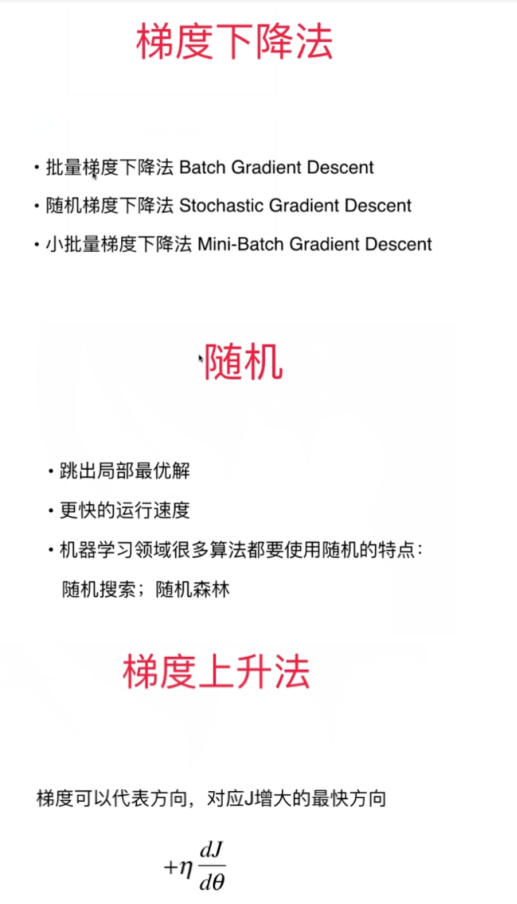 梯度下降法
• 批量梯度下降法 Batch Gradient Descent
• 随机梯度下降法 Stochastic Gradient Descent
• 小批量梯度下降法 Mini-Batch Gradient Descent
随机
• 跳出局部最优解
• 更快的运行速度
• 机器学习领域很多算法都要使用随机的特点：
随机搜索；随机森林
梯度上升法
梯度可以代表方向，对应J增大的最快方向
+η dJ/dθ